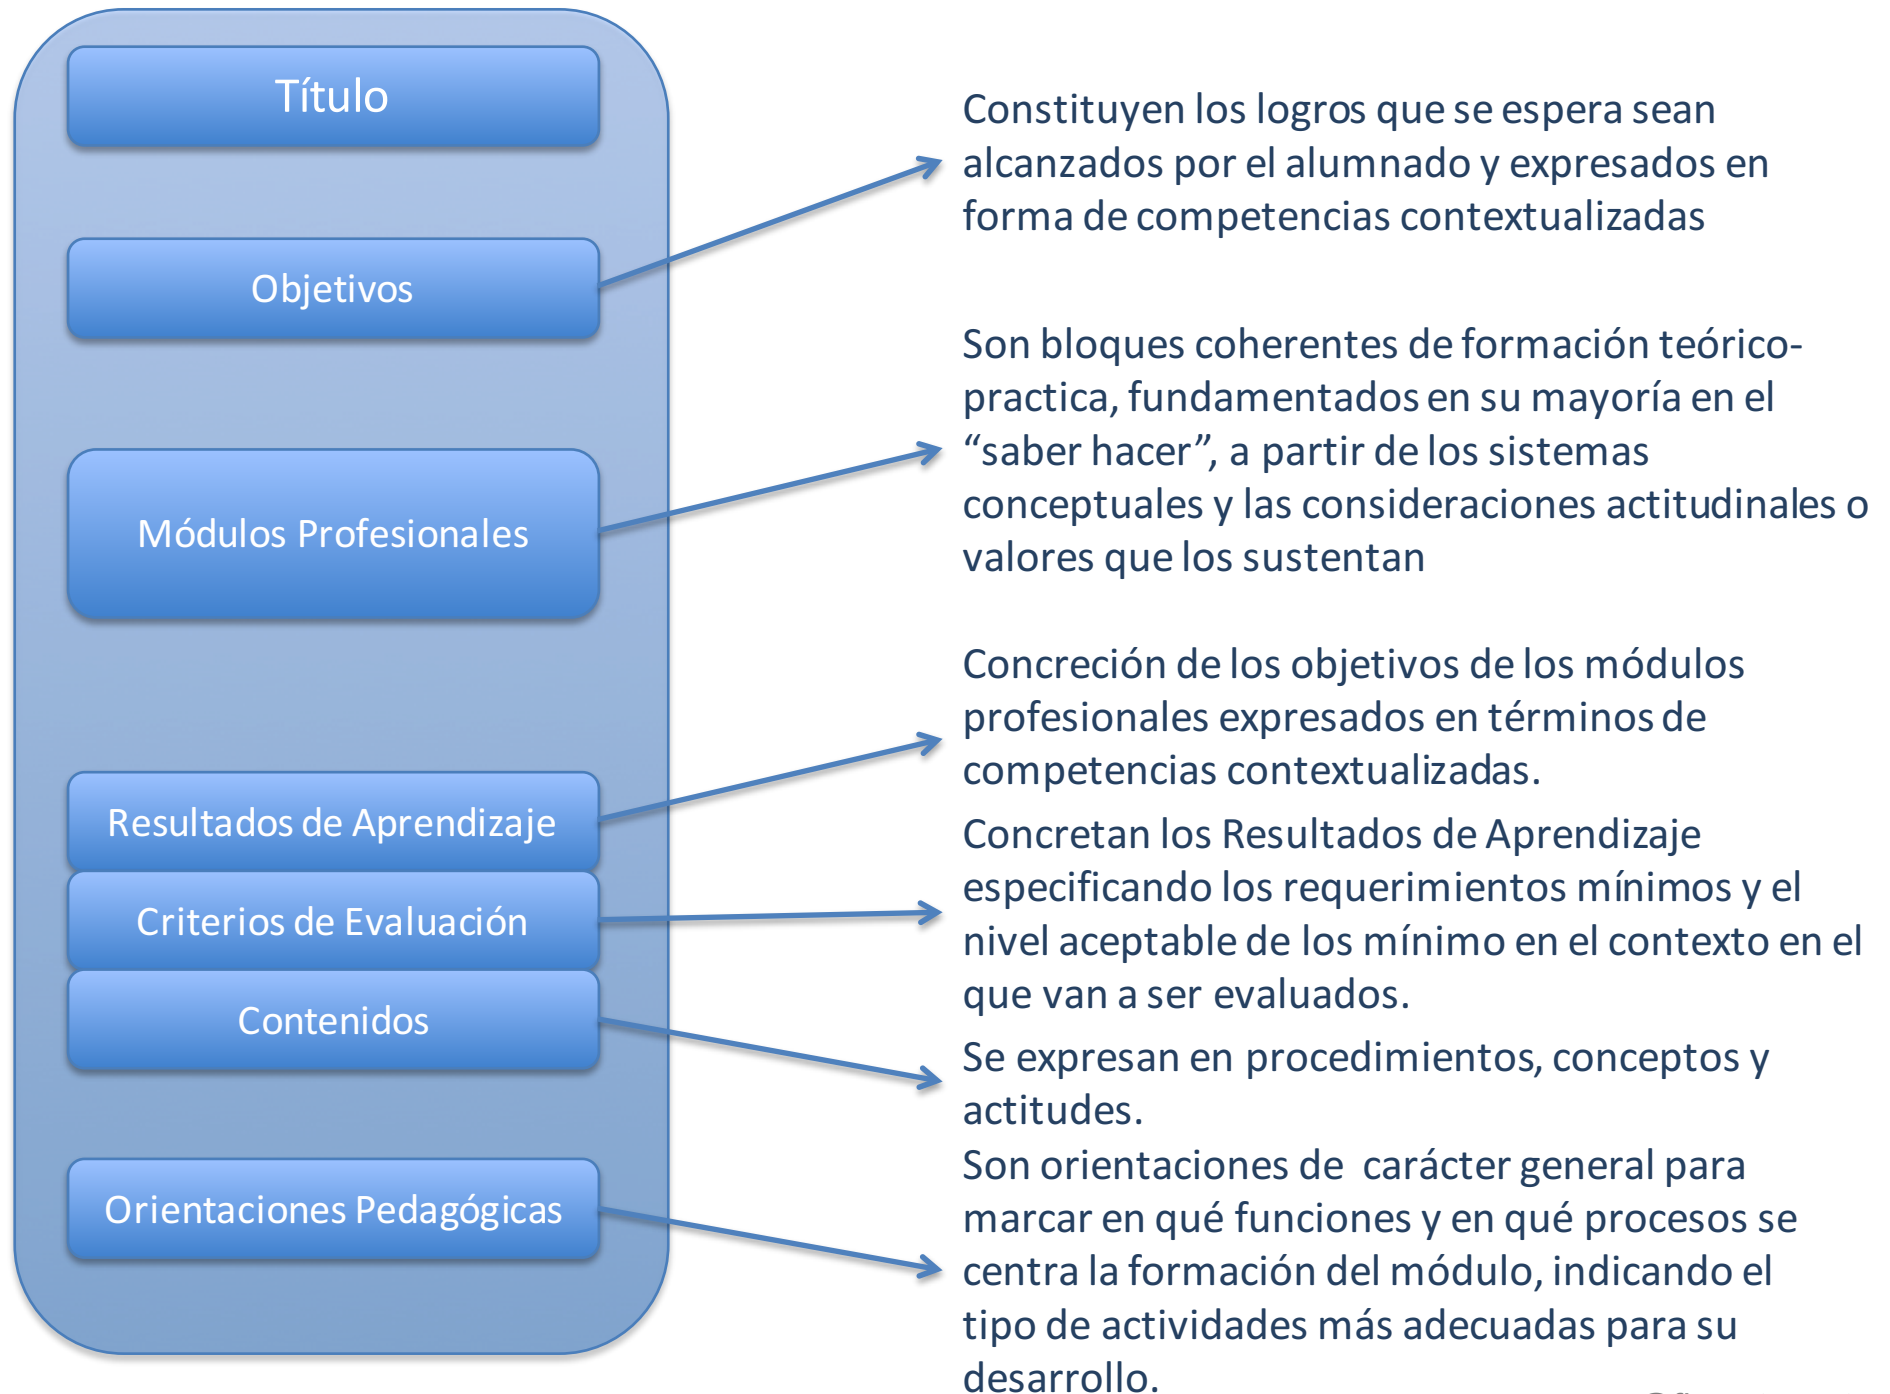 Título
Objetivos
Constituyen los logros que se espera sean
alcanzados por el alumnado y expresados en
forma de competencias contextualizadas
Módulos Profesionales
Son bloques coherentes de formación teórico-
practica, fundamentados en su mayoría en el
“saber hacer”, a partir de los sistemas
conceptuales y las consideraciones actitudinales o
valores que los sustentan
Resultados de Aprendizaje
Concreción de los objetivos de los módulos
profesionales expresados en términos de
competencias contextualizadas.
Criterios de Evaluación
Concretan los Resultados de Aprendizaje
especificando los requerimientos mínimos y el
nivel aceptable de los mínimo en el contexto en el
que van a ser evaluados.
Contenidos
Se expresan en procedimientos, conceptos y
actitudes.
Orientaciones Pedagógicas
Son orientaciones de carácter general para
marcar en qué funciones y en qué procesos se
centra la formación del módulo, indicando el
tipo de actividades más adecuadas para su
desarrollo.